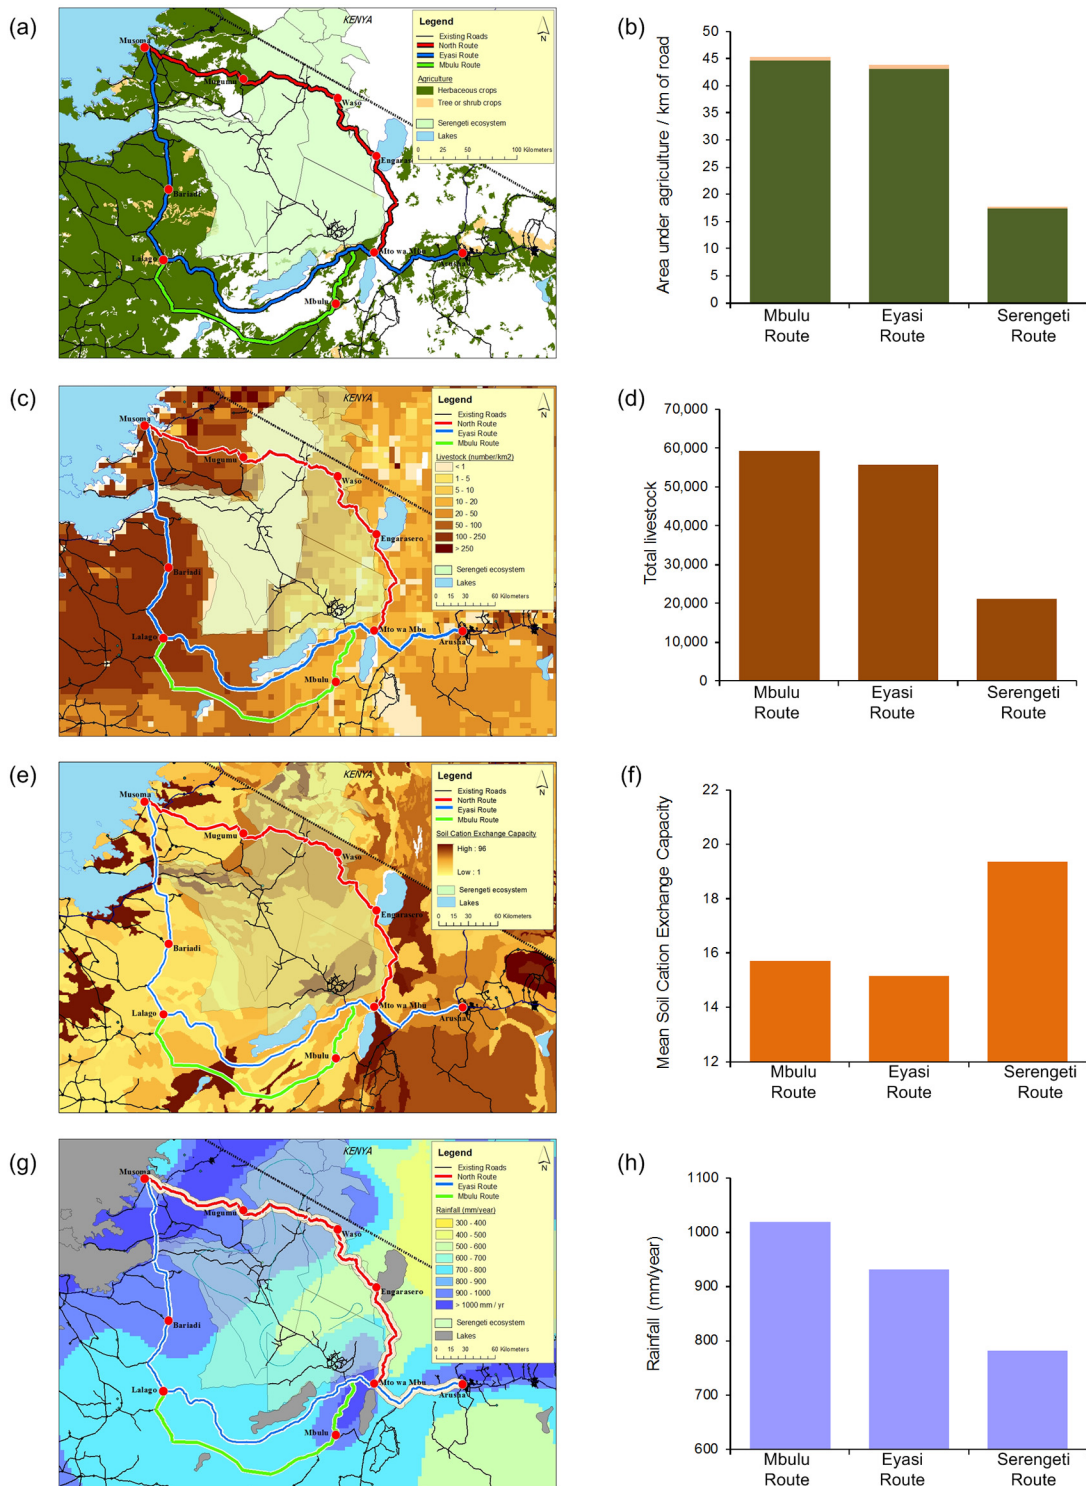 (a)
KENYA
Musoma
Mugumu
Waso
Engarasero
Bariadi
Lalago
Mto wa Mbu
Arusha
Mbulu
Legend
N
Existing Roads
North Route
Eyasi Route
Mbulu Route
Agriculture
Herbaceous crops
Tree or shrub crops
Serengeti ecosystem
Lakes
0 25 50 100 Kilometers
(b)
Area under agriculture / km of road
50
45
40
35
30
25
20
15
10
5
0
Mbulu Route
Eyasi Route
Serengeti Route
(c)
KENYA
Musoma
Mugumu
Waso
Engarasero
Bariadi
Lalago
Mto wa Mbu
Arusha
Mbulu
Legend
N
Existing Roads
North Route
Eyasi Route
Mbulu Route
Livestock (number/km2)
< 1
1 - 5
5 - 10
10 - 20
20 - 50
50 - 100
100 - 250
> 250
Serengeti ecosystem
Lakes
0 15 30 60 Kilometers
(d)
Total livestock
70,000
60,000
50,000
40,000
30,000
20,000
10,000
0
Mbulu Route
Eyasi Route
Serengeti Route
(e)
KENYA
Musoma
Mugumu
Waso
Engarasero
Bariadi
Lalago
Mto wa Mbu
Arusha
Mbulu
Legend
N
Existing Roads
North Route
Eyasi Route
Mbulu Route
Soil Cation Exchange Capacity
High : 96
Low : 1
Serengeti ecosystem
Lakes
0 15 30 60 Kilometers
(f)
Mean Soil Cation Exchange Capacity
22
20
18
16
14
12
Mbulu Route
Eyasi Route
Serengeti Route
(g)
KENYA
Musoma
Mugumu
Waso
Engarasero
Bariadi
Lalago
Mto wa Mbu
Arusha
Mbulu
Legend
N
Existing Roads
North Route
Eyasi Route
Mbulu Route
Rainfall (mm/year)
300 - 400
400 - 500
500 - 600
600 - 700
700 - 800
800 - 900
900 - 1000
> 1000 mm / yr
Serengeti ecosystem
Lakes
0 15 30 60 Kilometers
(h)
Rainfall (mm/year)
1100
1000
900
800
700
600
Mbulu Route
Eyasi Route
Serengeti Route